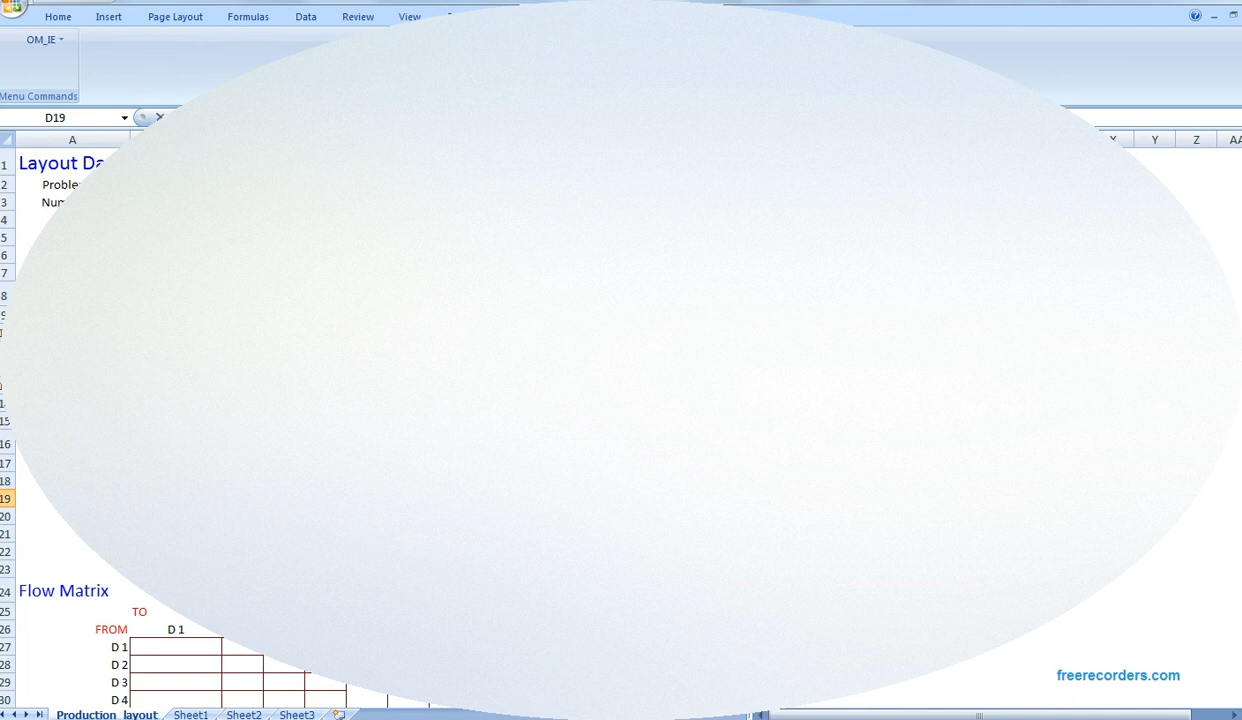 Home Insert Page Layout Formulas Data Review View
OM_IE
Menu Commands
D19
A X Y Z AA
1 Layout Da
2 Proble
3 Num
4
5
6
7
8
15
16
17
18
19
20
21
22
23
24 Flow Matrix
25 TO
26 FROM D 1
27 D 1
28 D 2
29 D 3
30 D 4
freerecorders.com
Production_layout Sheet1 Sheet2 Sheet3